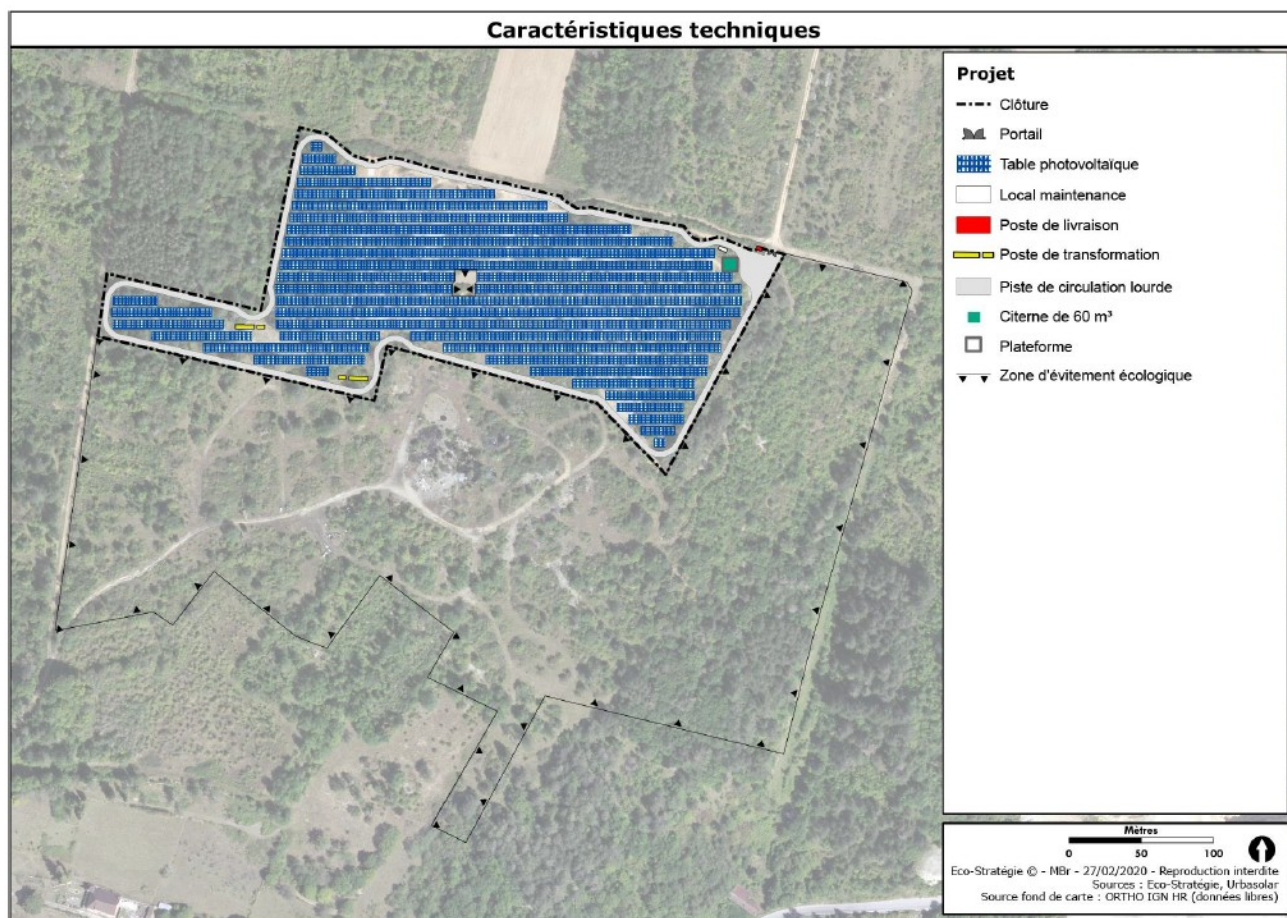 Caractéristiques techniques
Projet
Clôture
Portail
Table photovoltaïque
Local maintenance
Poste de livraison
Poste de transformation
Piste de circulation lourde
Citerne de 60 m³
Plateforme
Zone d'évitement écologique
Mètres
0 50 100
Eco-Stratégie © - MBr - 27/02/2020 - Reproduction interdite
Sources : Eco-Stratégie, Urbasolar
Source fond de carte : ORTHO IGN HR (données libres)